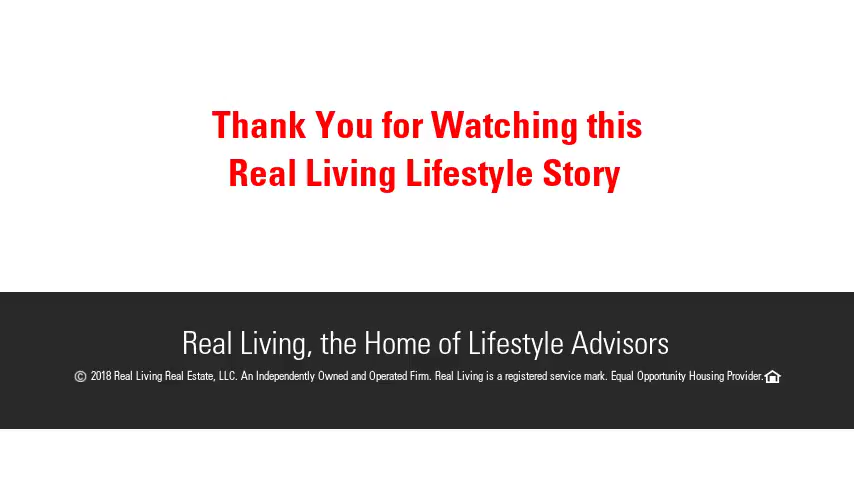 Thank You for Watching this
Real Living Lifestyle Story
Real Living, the Home of Lifestyle Advisors
© 2018 Real Living Real Estate, LLC. An Independently Owned and Operated Firm. Real Living is a registered service mark. Equal Opportunity Housing Provider.